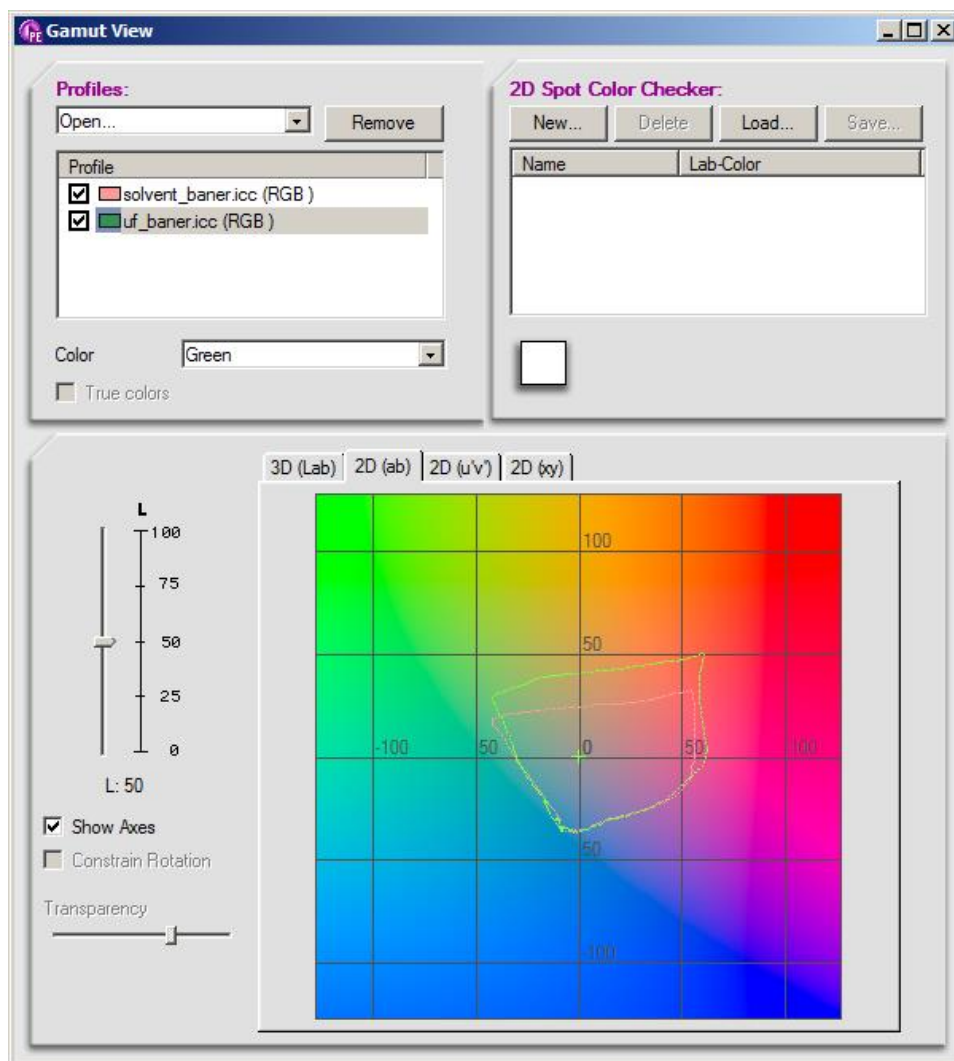 PE Gamut View
Profiles:
Open...
Remove
Profile
solvent_baner.icc (RGB )
uf_baner.icc (RGB )
Color
Green
True colors
2D Spot Color Checker:
New...
Delete
Load...
Save...
Name
Lab-Color
3D (Lab)
2D (ab)
2D (u'v')
2D (xy)
L
100
75
50
25
0
L: 50
Show Axes
Constrain Rotation
Transparency
100
50
-100
50
0
50
100
50
-100